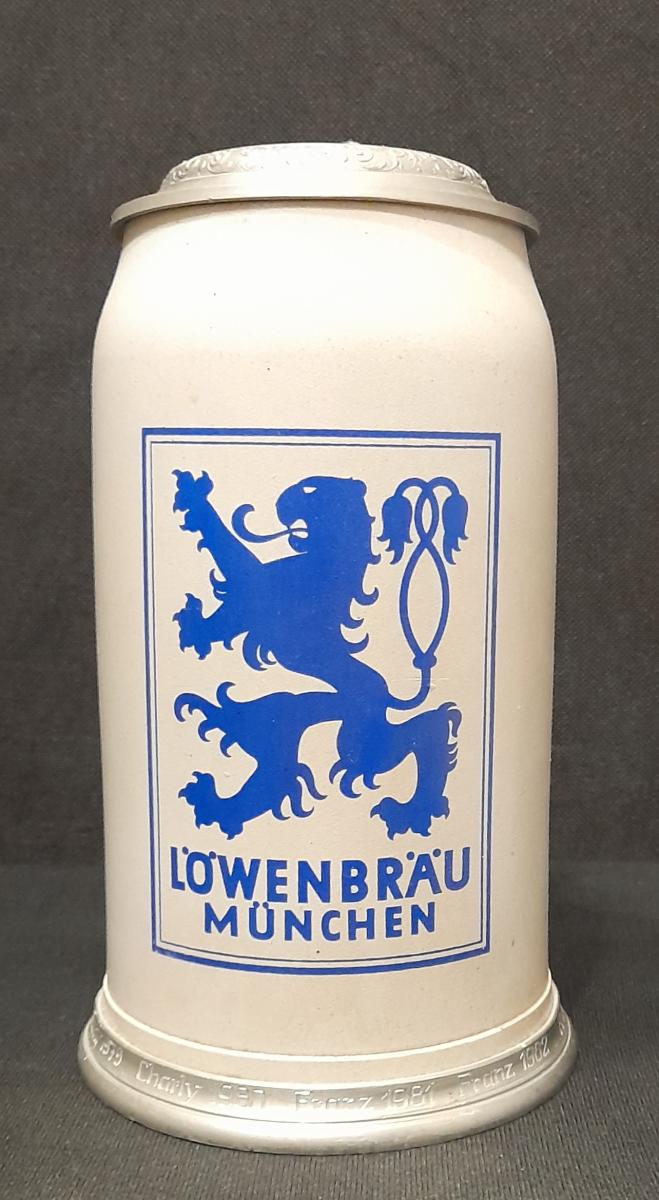 LÖWENBRÄU
MÜNCHEN
Charly Franz 1981 Franz 1982